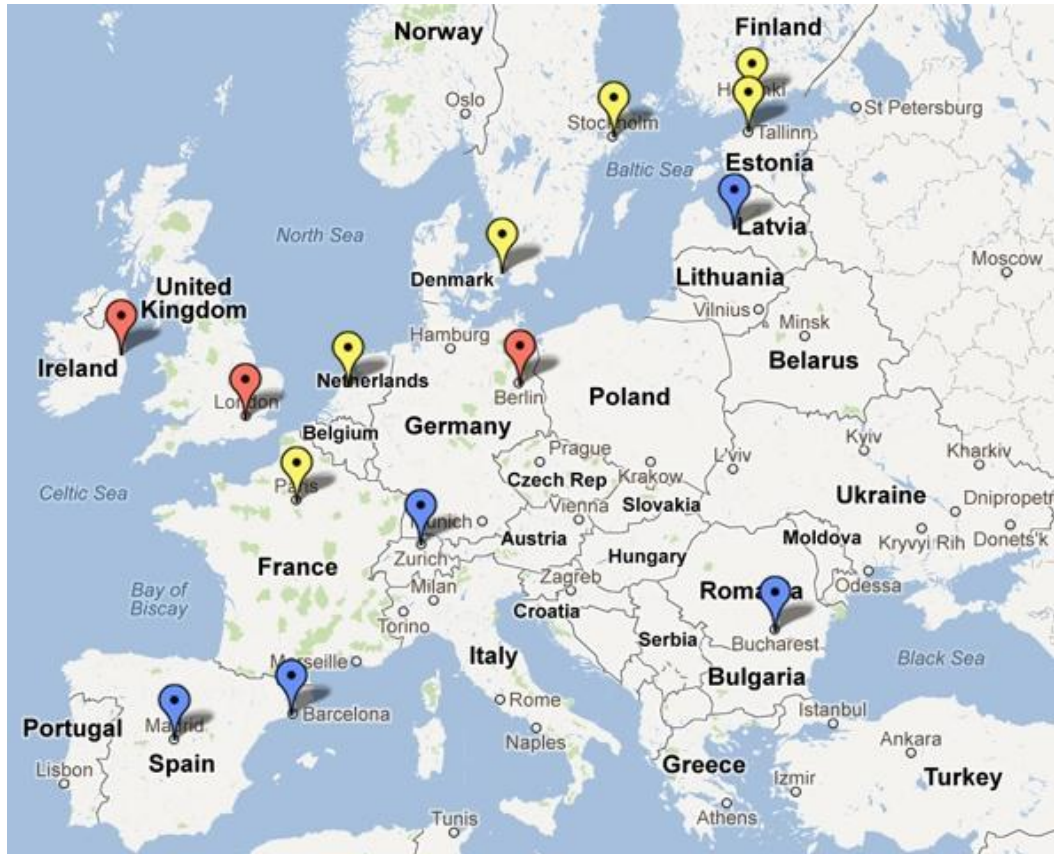 Norway
Finland
Oslo
Helsinki
Stockholm
St Petersburg
Tallinn
Baltic Sea
Estonia
North Sea
Latvia
Moscow
Denmark
Lithuania
United
Kingdom
Vilnius
Minsk
Hamburg
Ireland
Belarus
Netherlands
London
Berlin
Poland
Belgium
Germany
Kyiv
Prague
Kharkiv
L'viv
Krakow
Czech Rep
Paris
Celtic Sea
Ukraine
Dnipropetr
Slovakia
Vienna
Munich
Austria
Moldova
Kryvyi Rih
Donets'k
Hungary
Zurich
France
Zagreb
Odessa
Milan
Bay of
Biscay
Romania
Croatia
Torino
Serbia
Bucharest
Marseille
Italy
Black Sea
Bulgaria
Rome
Barcelona
Istanbul
Portugal
Madrid
Naples
Ankara
Spain
Greece
Lisbon
Izmir
Turkey
Athens
Tunis